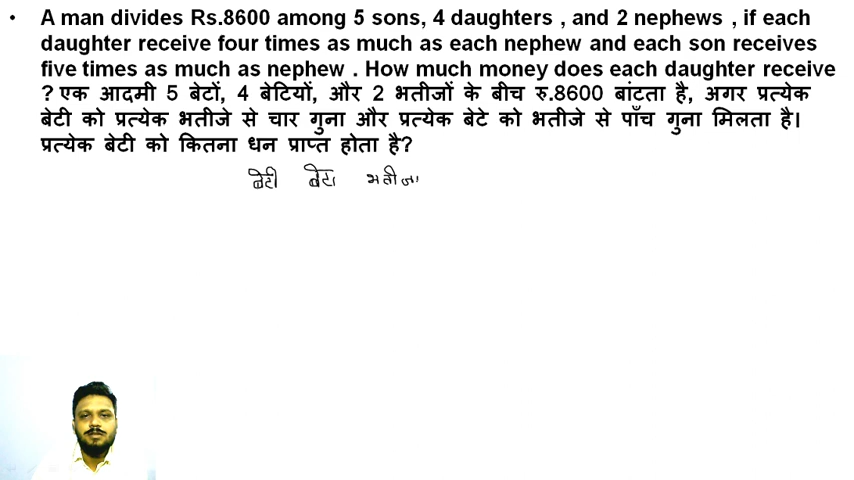 • A man divides Rs.8600 among 5 sons, 4 daughters , and 2 nephews , if each
daughter receive four times as much as each nephew and each son receives
five times as much as nephew . How much money does each daughter receive
? एक आदमी 5 बेटों, 4 बेटियों, और 2 भतीजों के बीच रु.8600 बांटता है, अगर प्रत्येक
बेटी को प्रत्येक भतीजे से चार गुना और प्रत्येक बेटे को भतीजे से पाँच गुना मिलता है।
प्रत्येक बेटी को कितना धन प्राप्त होता है?
बेटी बेटा भतीजा